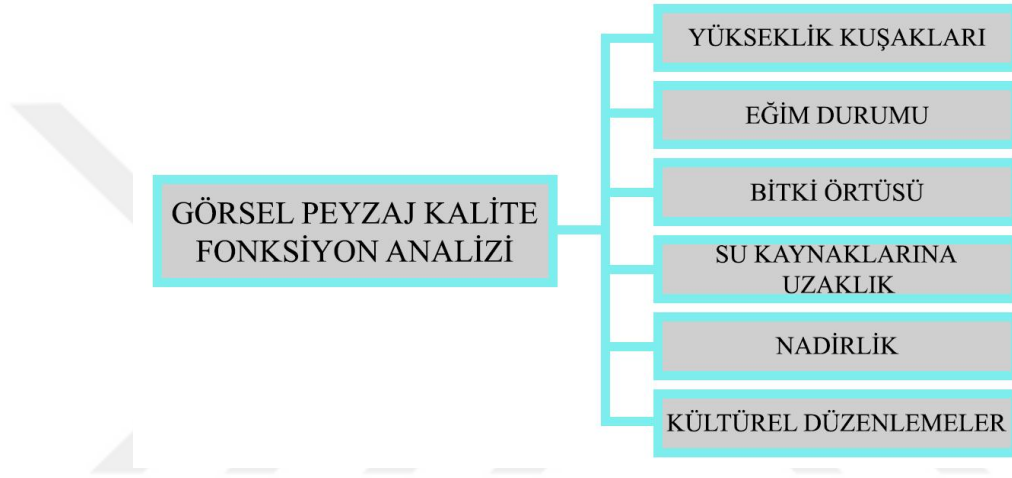 GÖRSEL PEYZAJ KALİTE
FONKSİYON ANALİZİ
YÜKSEKLİK KUŞAKLARI
EĞİM DURUMU
BİTKİ ÖRTÜSÜ
SU KAYNAKLARINA
UZAKLIK
NADİRLİK
KÜLTÜREL DÜZENLEMELER